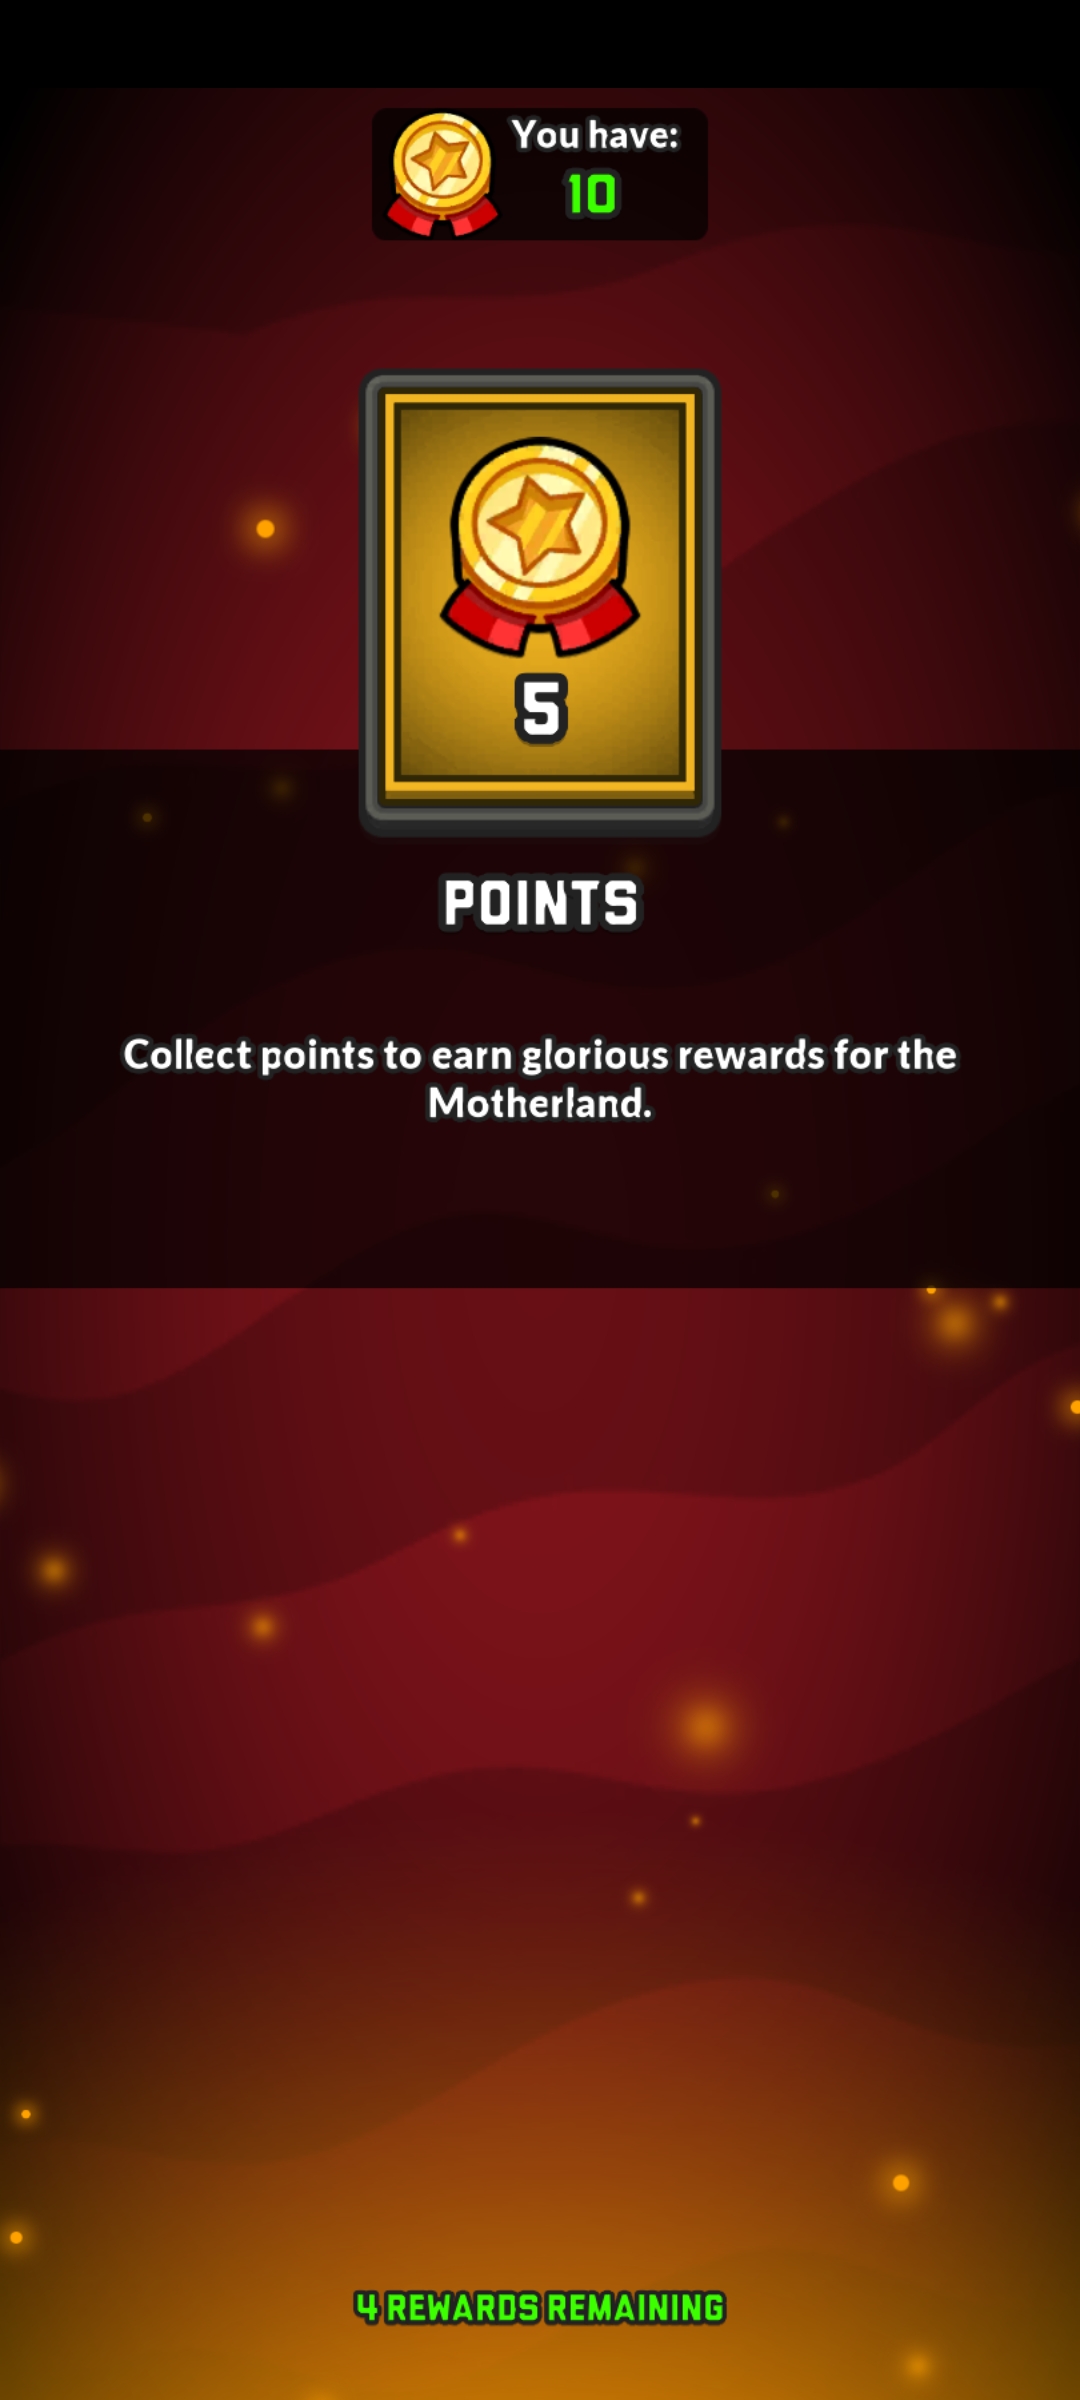 You have:
10
5
POINTS
Collect points to earn glorious rewards for the
Motherland.
4 REWARDS REMAINING